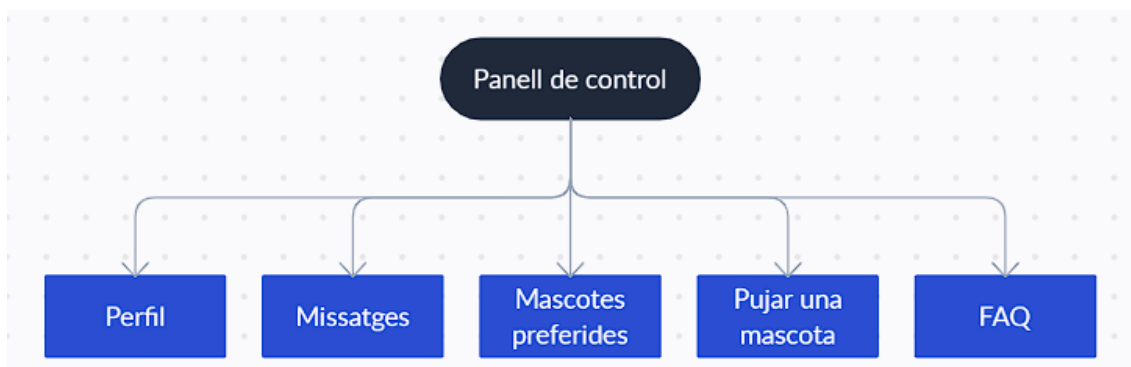 Panell de control
Perfil
Missatges
Mascotes
preferides
Pujar una
mascota
FAQ